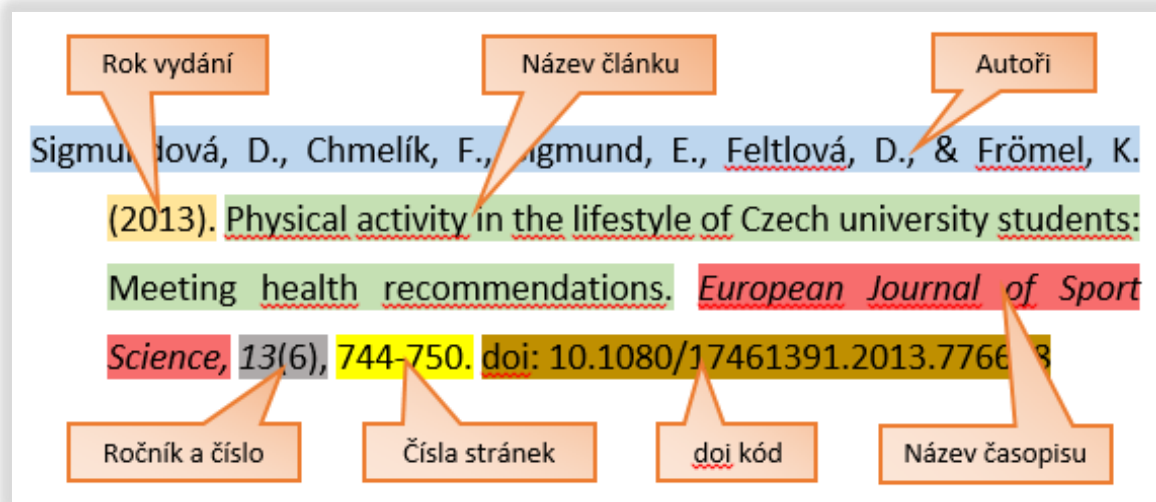 Rok vydání
Název článku
Autoři
Sigmundová, D., Chmelík, F., Sigmund, E., Feltlová, D., & Frömel, K.
(2013). Physical activity in the lifestyle of Czech university students:
Meeting health recommendations. European Journal of Sport
Science, 13(6), 744-750. doi:
Ročník a číslo
Čísla stránek
doi kód
Název časopisu